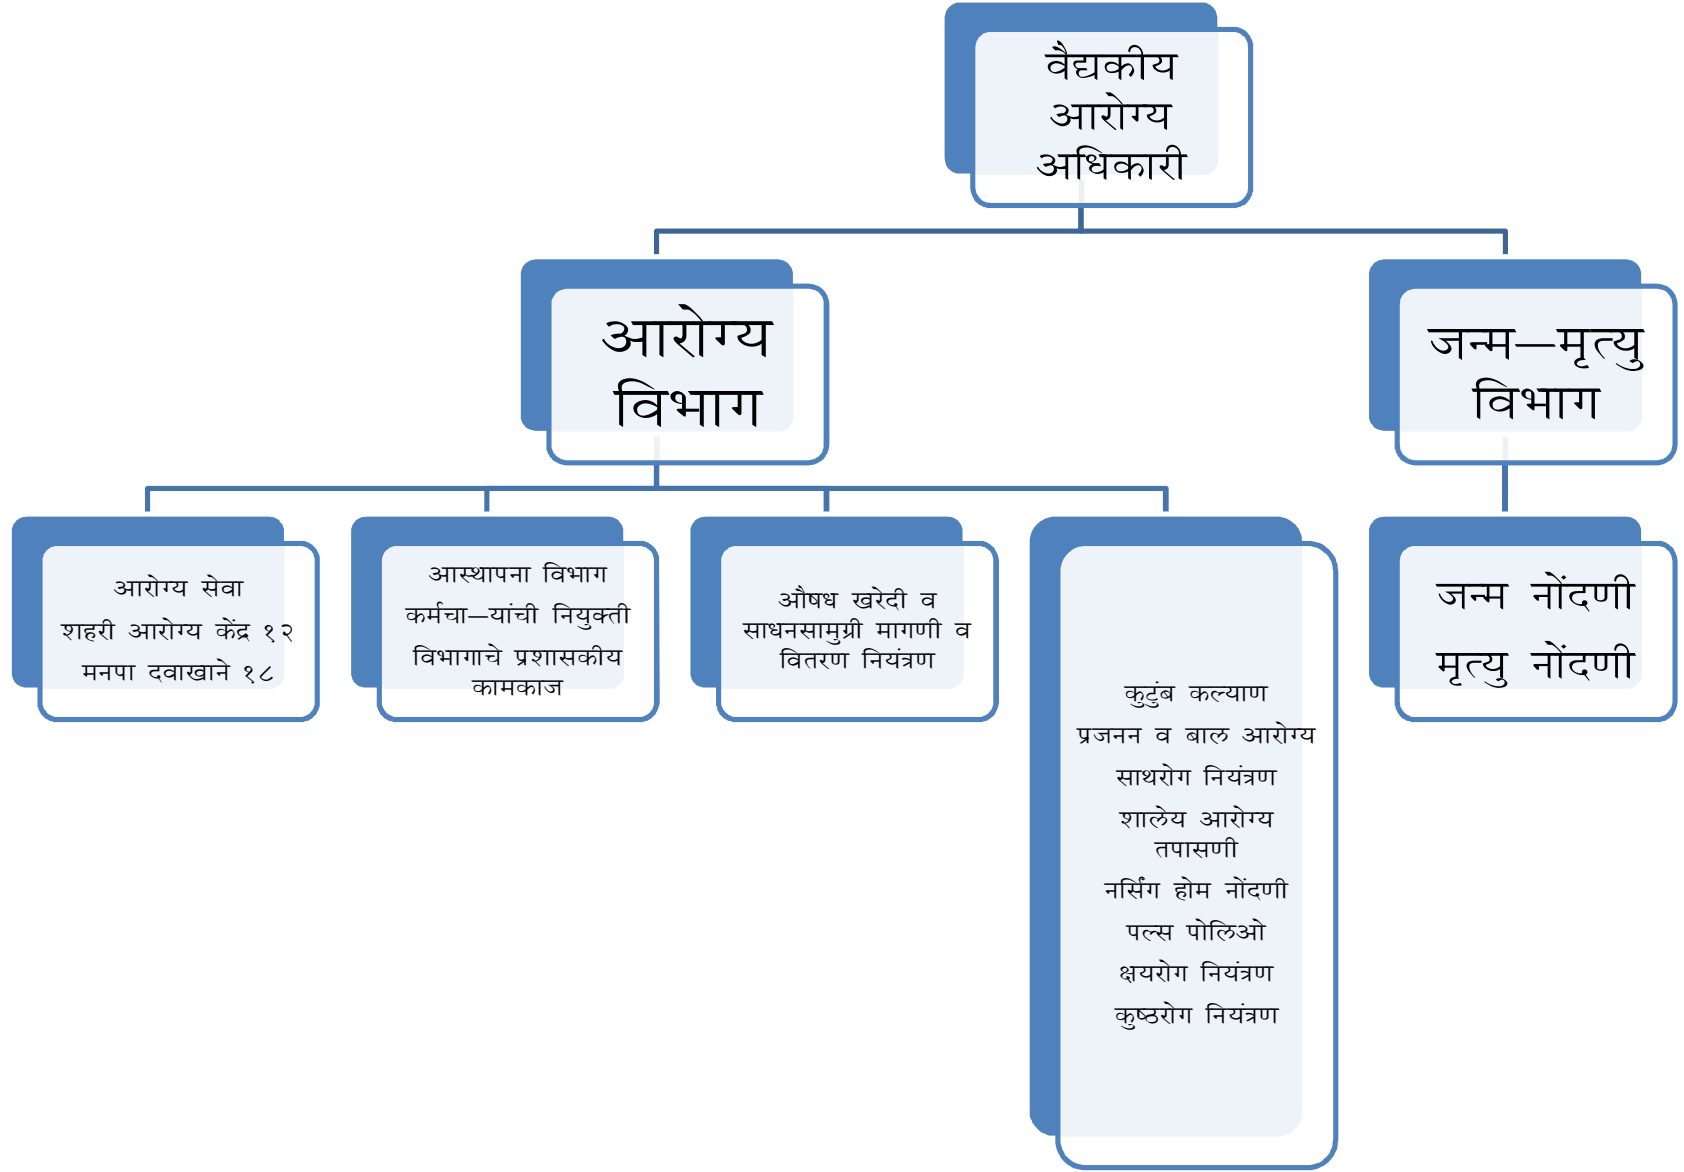 वैद्यकीय
आरोग्य
अधिकारी
आरोग्य
विभाग
जन्म—मृत्यु
विभाग
आरोग्य सेवा
शहरी आरोग्य केंद्र १२
मनपा दवाखाने १८
आस्थापना विभाग
कर्मचा—यांची नियुक्ती
विभागाचे प्रशासकीय
कामकाज
औषध खरेदी व
साधनसामुग्री मागणी व
वितरण नियंत्रण
कुटुंब कल्याण
प्रजनन व बाल आरोग्य
साथरोग नियंत्रण
शालेय आरोग्य
तपासणी
नर्सिंग होम नोंदणी
पल्स पोलिओ
क्षयरोग नियंत्रण
कुष्ठरोग नियंत्रण
जन्म नोंदणी
मृत्यु नोंदणी